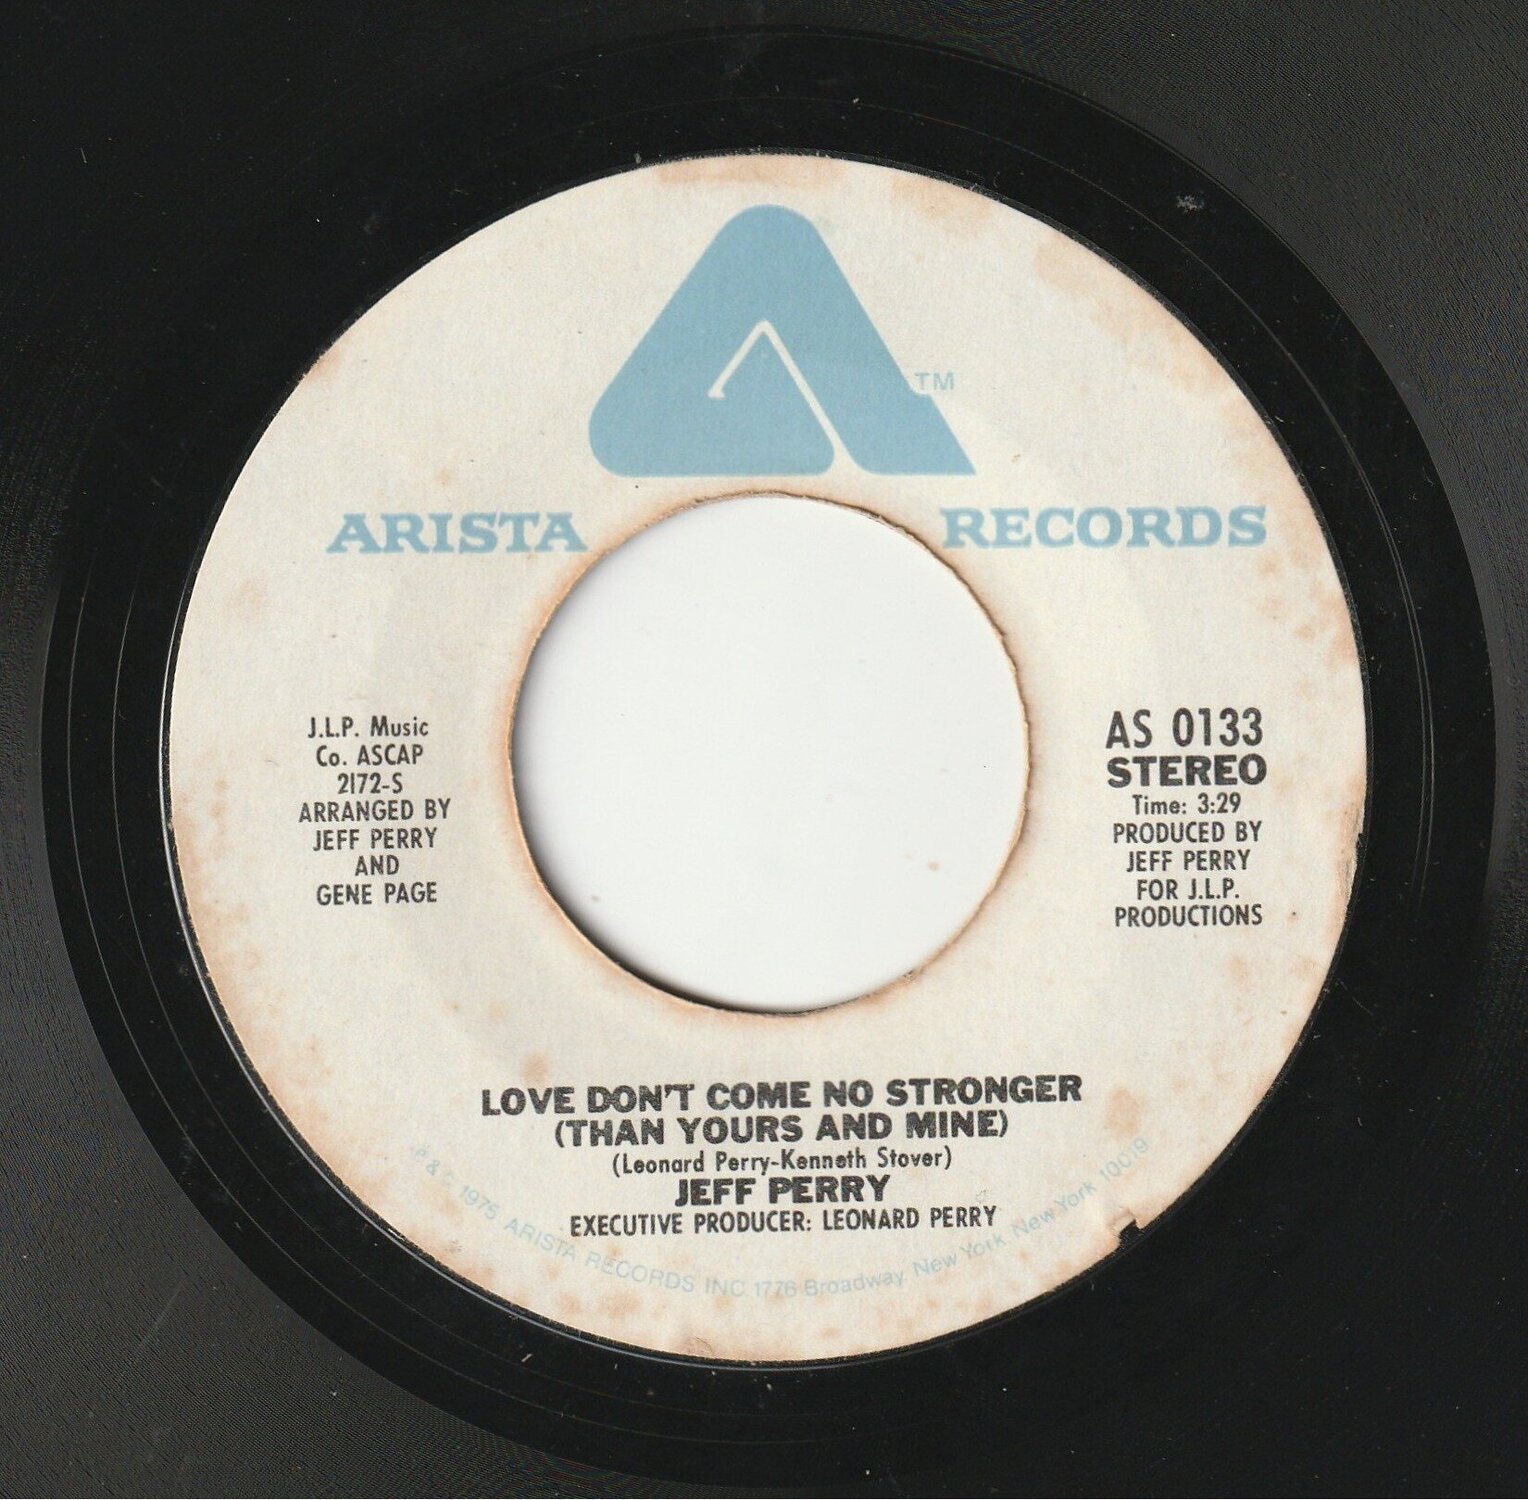 TM
ARISTA RECORDS
J.L.P. Music
Co. ASCAP
2172-S
ARRANGED BY
JEFF PERRY
AND
GENE PAGE
AS 0133
STEREO
Time: 3:29
PRODUCED BY
JEFF PERRY
FOR J.L.P.
PRODUCTIONS
LOVE DON'T COME NO STRONGER
(THAN YOURS AND MINE)
(Leonard Perry-Kenneth Stover)
JEFF PERRY
EXECUTIVE PRODUCER: LEONARD PERRY
P & C 1975 ARISTA RECORDS INC 1776 Broadway New York New York 10019